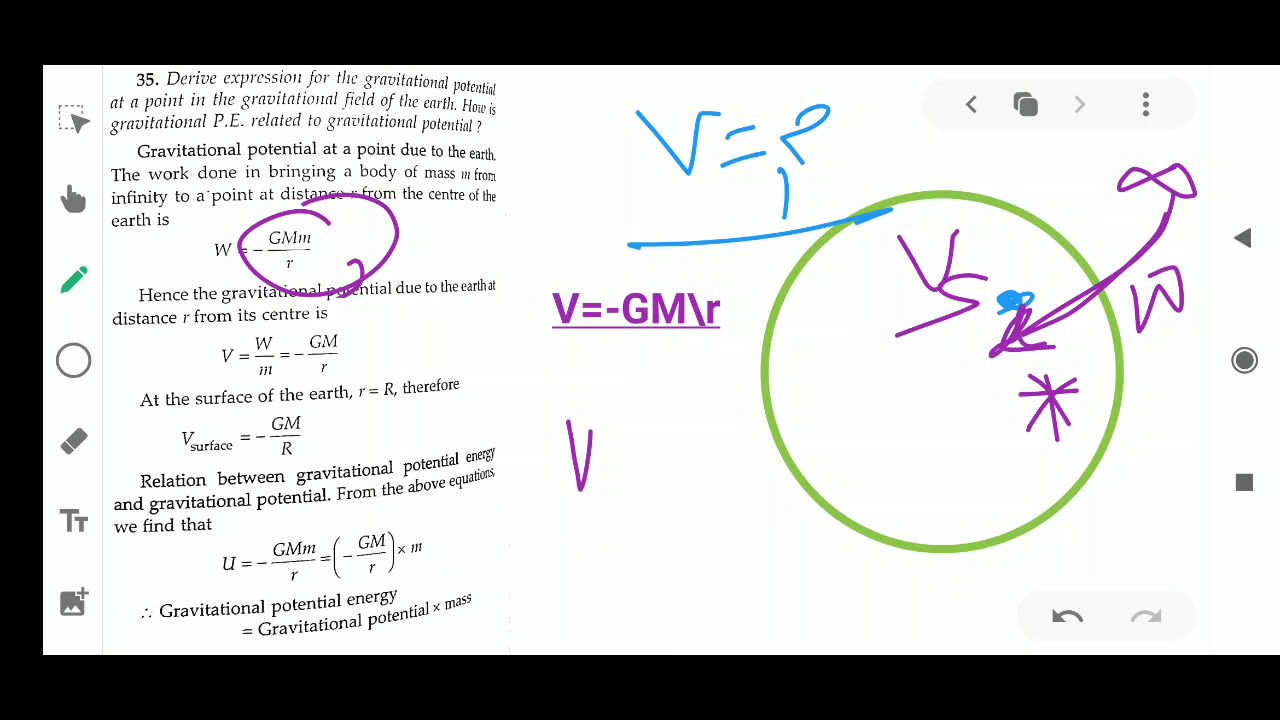 35. Derive expression for the gravitational potential
at a point in the gravitational field of the earth. How is
gravitational P.E. related to gravitational potential ?
Gravitational potential at a point due to the earth.
The work done in bringing a body of mass m from
infinity to a point at distance r from the centre of the
earth is
W = - GMm / r
Hence the gravitational potential due to the earth at
distance r from its centre is
V = W / m = - GM / r
At the surface of the earth, r = R, therefore
Vsurface = - GM / R
Relation between gravitational potential energy
and gravitational potential. From the above equations,
we find that
U = - GMm / r = ( - GM / r ) × m
∴ Gravitational potential energy
= Gravitational potential × mass
V = ?
V=-GM\r
V
V
∞
W
TT